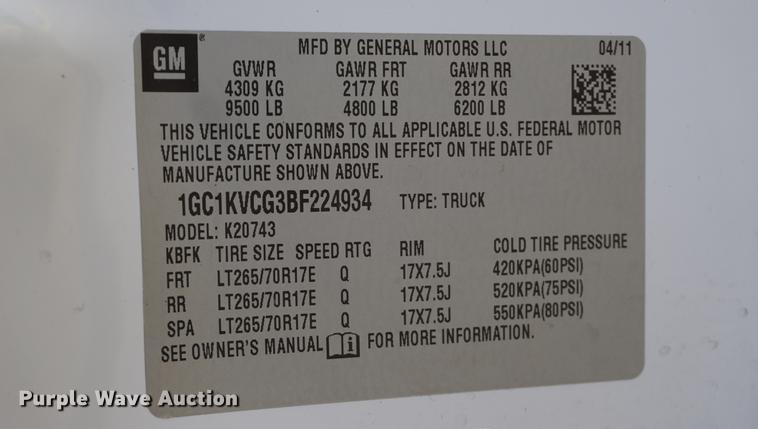 GM ® MFD BY GENERAL MOTORS LLC 04/11
GVWR GAWR FRT GAWR RR
4309 KG 2177 KG 2812 KG
9500 LB 4800 LB 6200 LB
THIS VEHICLE CONFORMS TO ALL APPLICABLE U.S. FEDERAL MOTOR
VEHICLE SAFETY STANDARDS IN EFFECT ON THE DATE OF
MANUFACTURE SHOWN ABOVE.
1GC1KVCG3BF224934 TYPE: TRUCK
MODEL: K20743
KBFK TIRE SIZE SPEED RTG RIM COLD TIRE PRESSURE
FRT LT265/70R17E Q 17X7.5J 420KPA(60PSI)
RR LT265/70R17E Q 17X7.5J 520KPA(75PSI)
SPA LT265/70R17E Q 17X7.5J 550KPA(80PSI)
SEE OWNER'S MANUAL i FOR MORE INFORMATION.
Purple Wave Auction